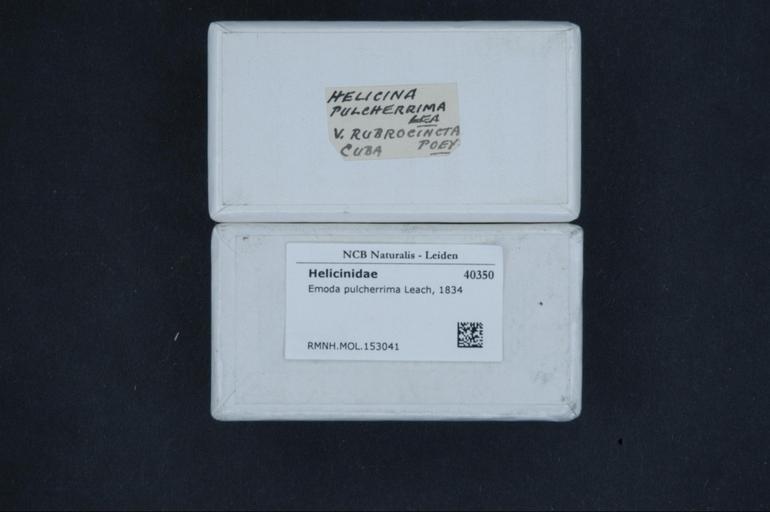 HELICINA
PULCHERRIMA
LEA
V. RUBROCINCTA
CUBA POEY.
NCB Naturalis - Leiden
Helicinidae 40350
Emoda pulcherrima Leach, 1834
RMNH.MOL.153041